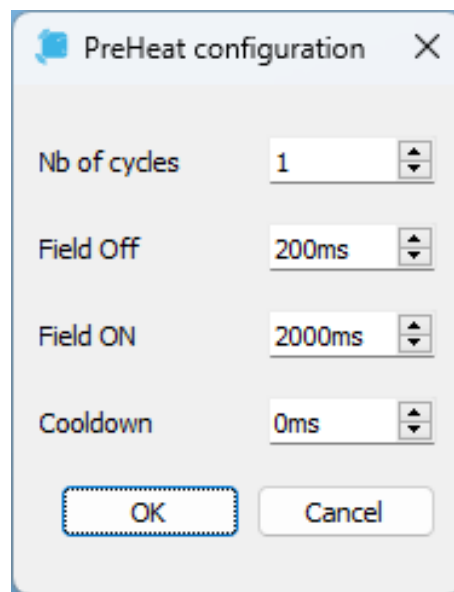 PreHeat configuration
Nb of cycles 1
Field Off 200ms
Field ON 2000ms
Cooldown 0ms
OK Cancel